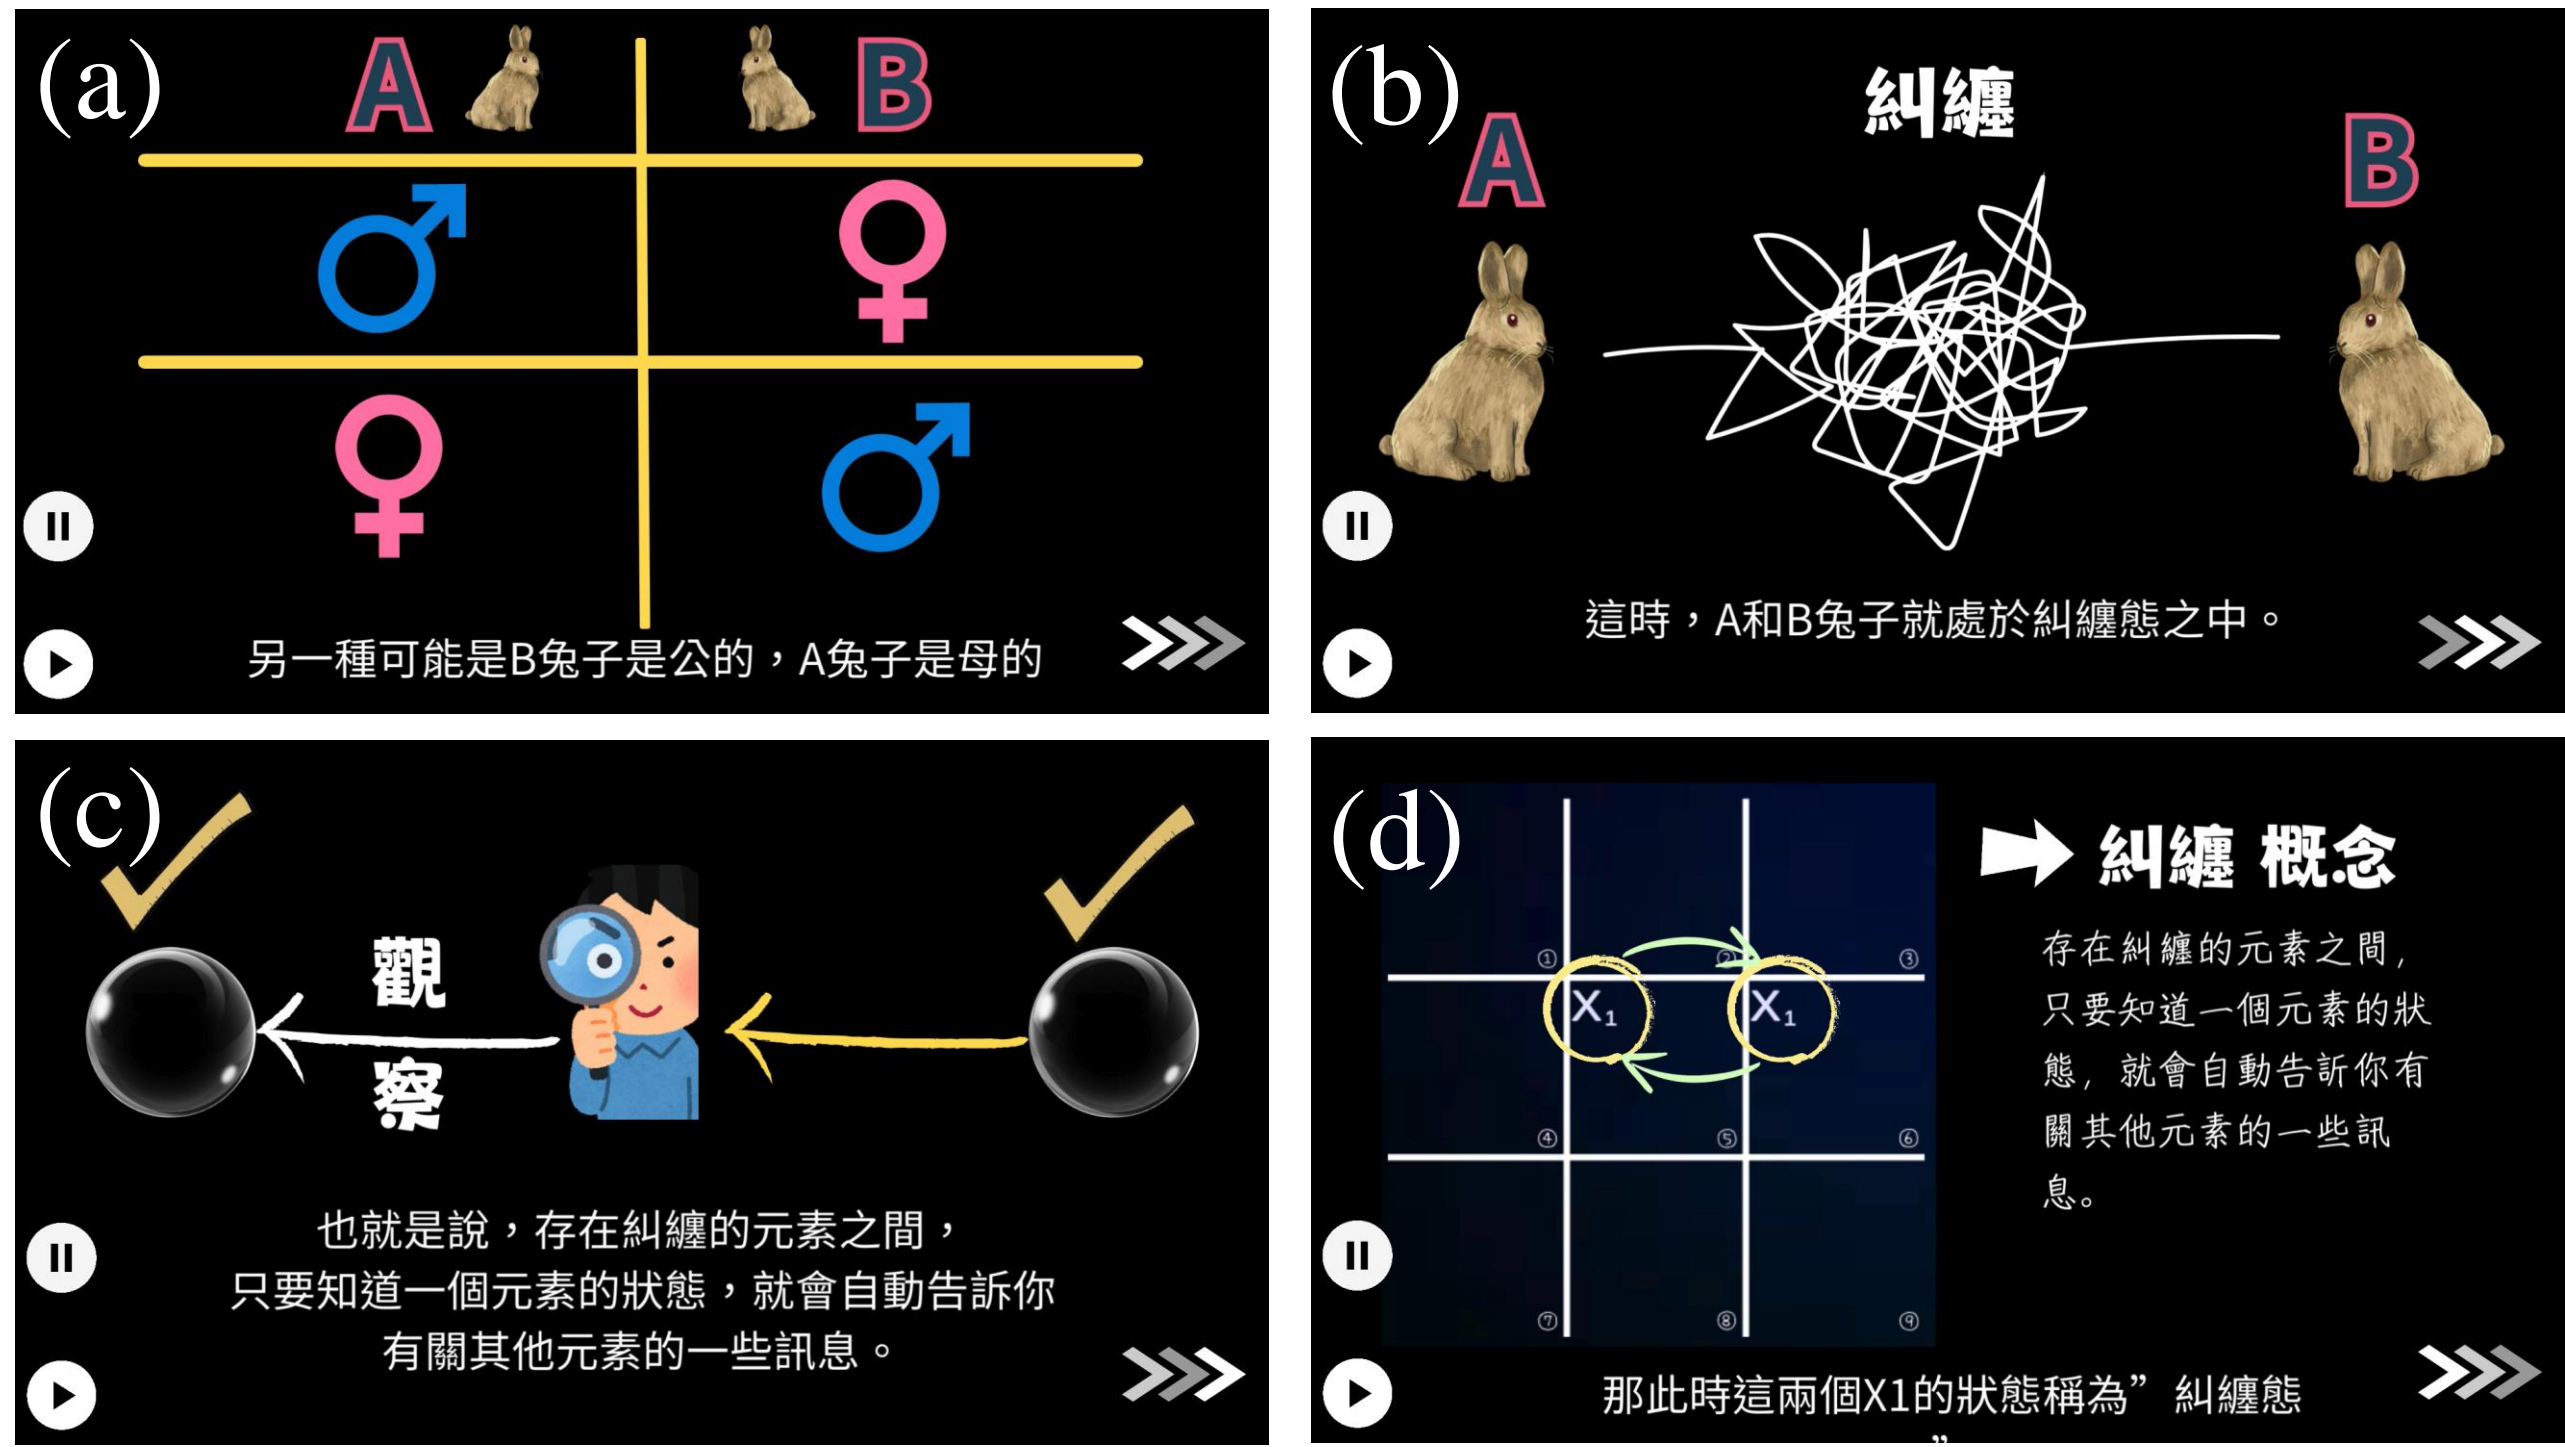 (a)
A
B
另一種可能是B兔子是公的，A兔子是母的
(b)
糾纏
A
B
這時，A和B兔子就處於糾纏態之中。
(c)
觀
察
也就是說，存在糾纏的元素之間，
只要知道一個元素的狀態，就會自動告訴你
有關其他元素的一些訊息。
(d)
糾纏 概念
存在糾纏的元素之間，
只要知道一個元素的狀
態，就會自動告訴你有
關其他元素的一些訊
息。
① ② ③
X₁ X₁
④ ⑤ ⑥
⑦ ⑧ ⑨
那此時這兩個X1的狀態稱為”糾纏態
”